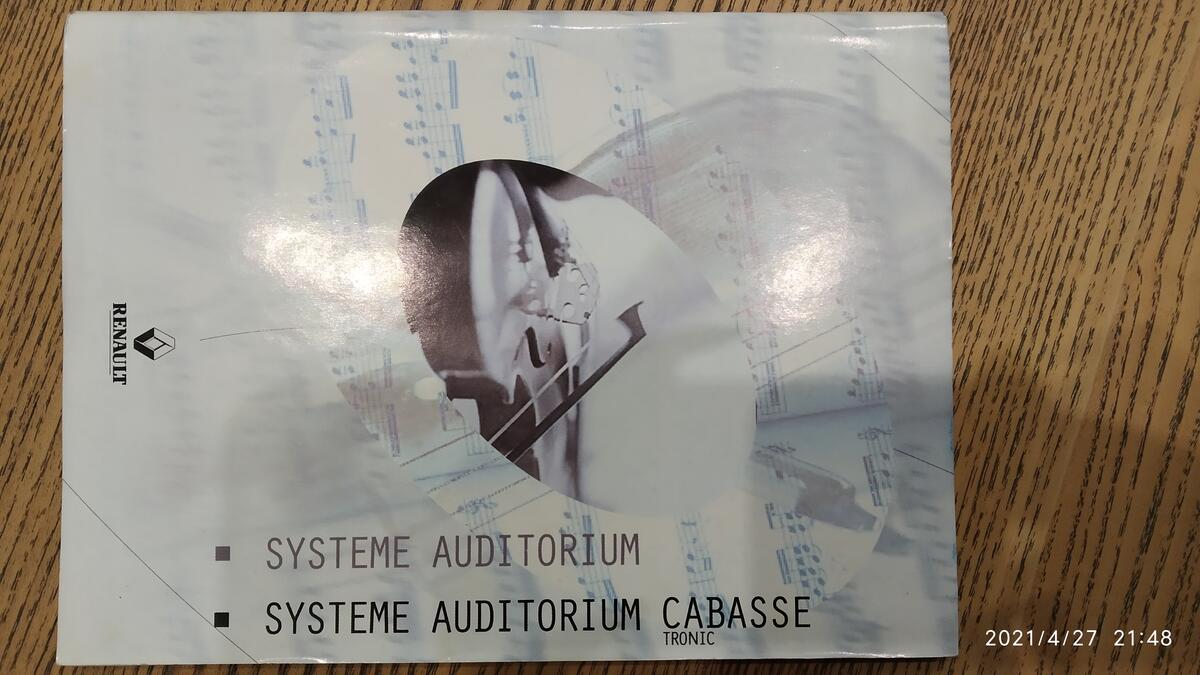 RENAULT
SYSTEME AUDITORIUM
SYSTEME AUDITORIUM CABASSE
TRONIC
2021/4/27 21:48